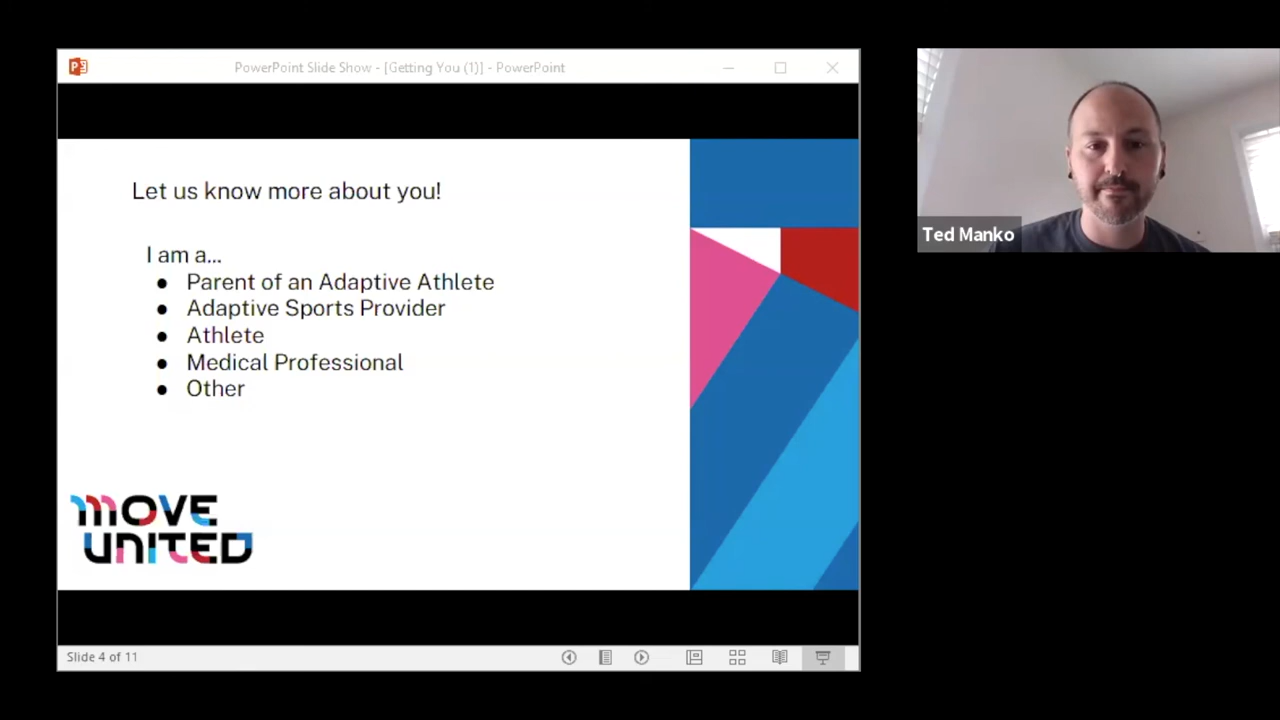 PowerPoint Slide Show - [Getting You (1)] - PowerPoint
Let us know more about you!
I am a...
● Parent of an Adaptive Athlete
● Adaptive Sports Provider
● Athlete
● Medical Professional
● Other
MOVE
UNITED
Slide 4 of 11
Ted Manko